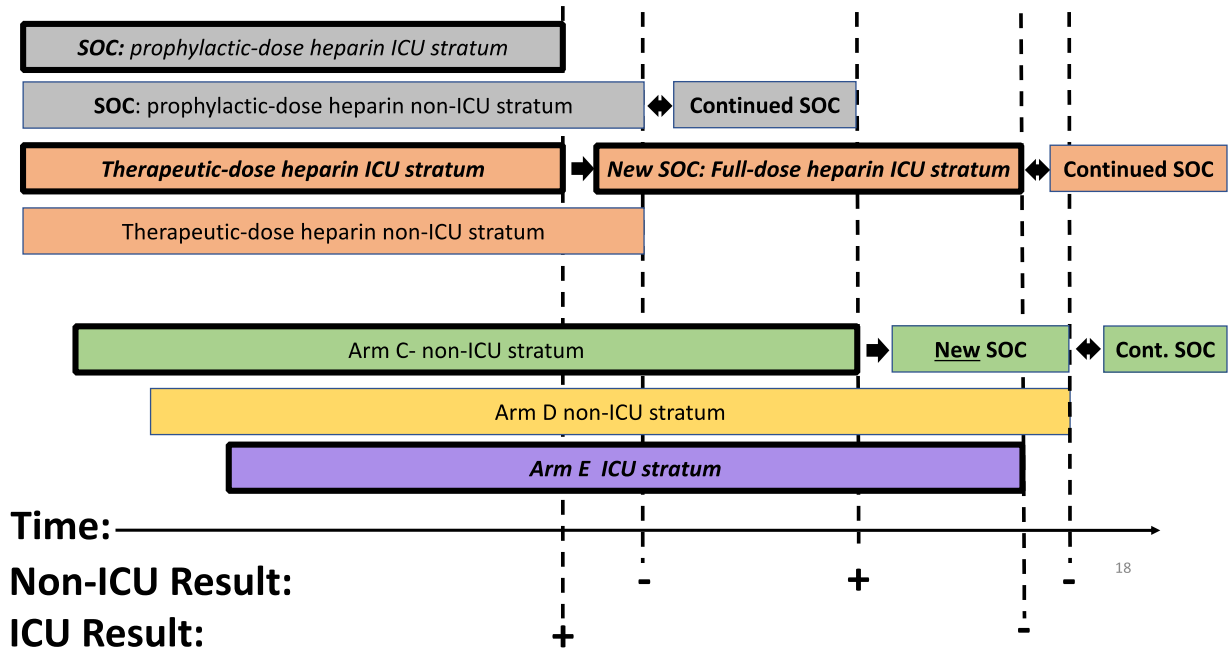 SOC: prophylactic-dose heparin ICU stratum
SOC: prophylactic-dose heparin non-ICU stratum
Continued SOC
Therapeutic-dose heparin ICU stratum
New SOC: Full-dose heparin ICU stratum
Continued SOC
Therapeutic-dose heparin non-ICU stratum
Arm C- non-ICU stratum
New SOC
Cont. SOC
Arm D non-ICU stratum
Arm E ICU stratum
Time:
Non-ICU Result: - + -
18
ICU Result: + -